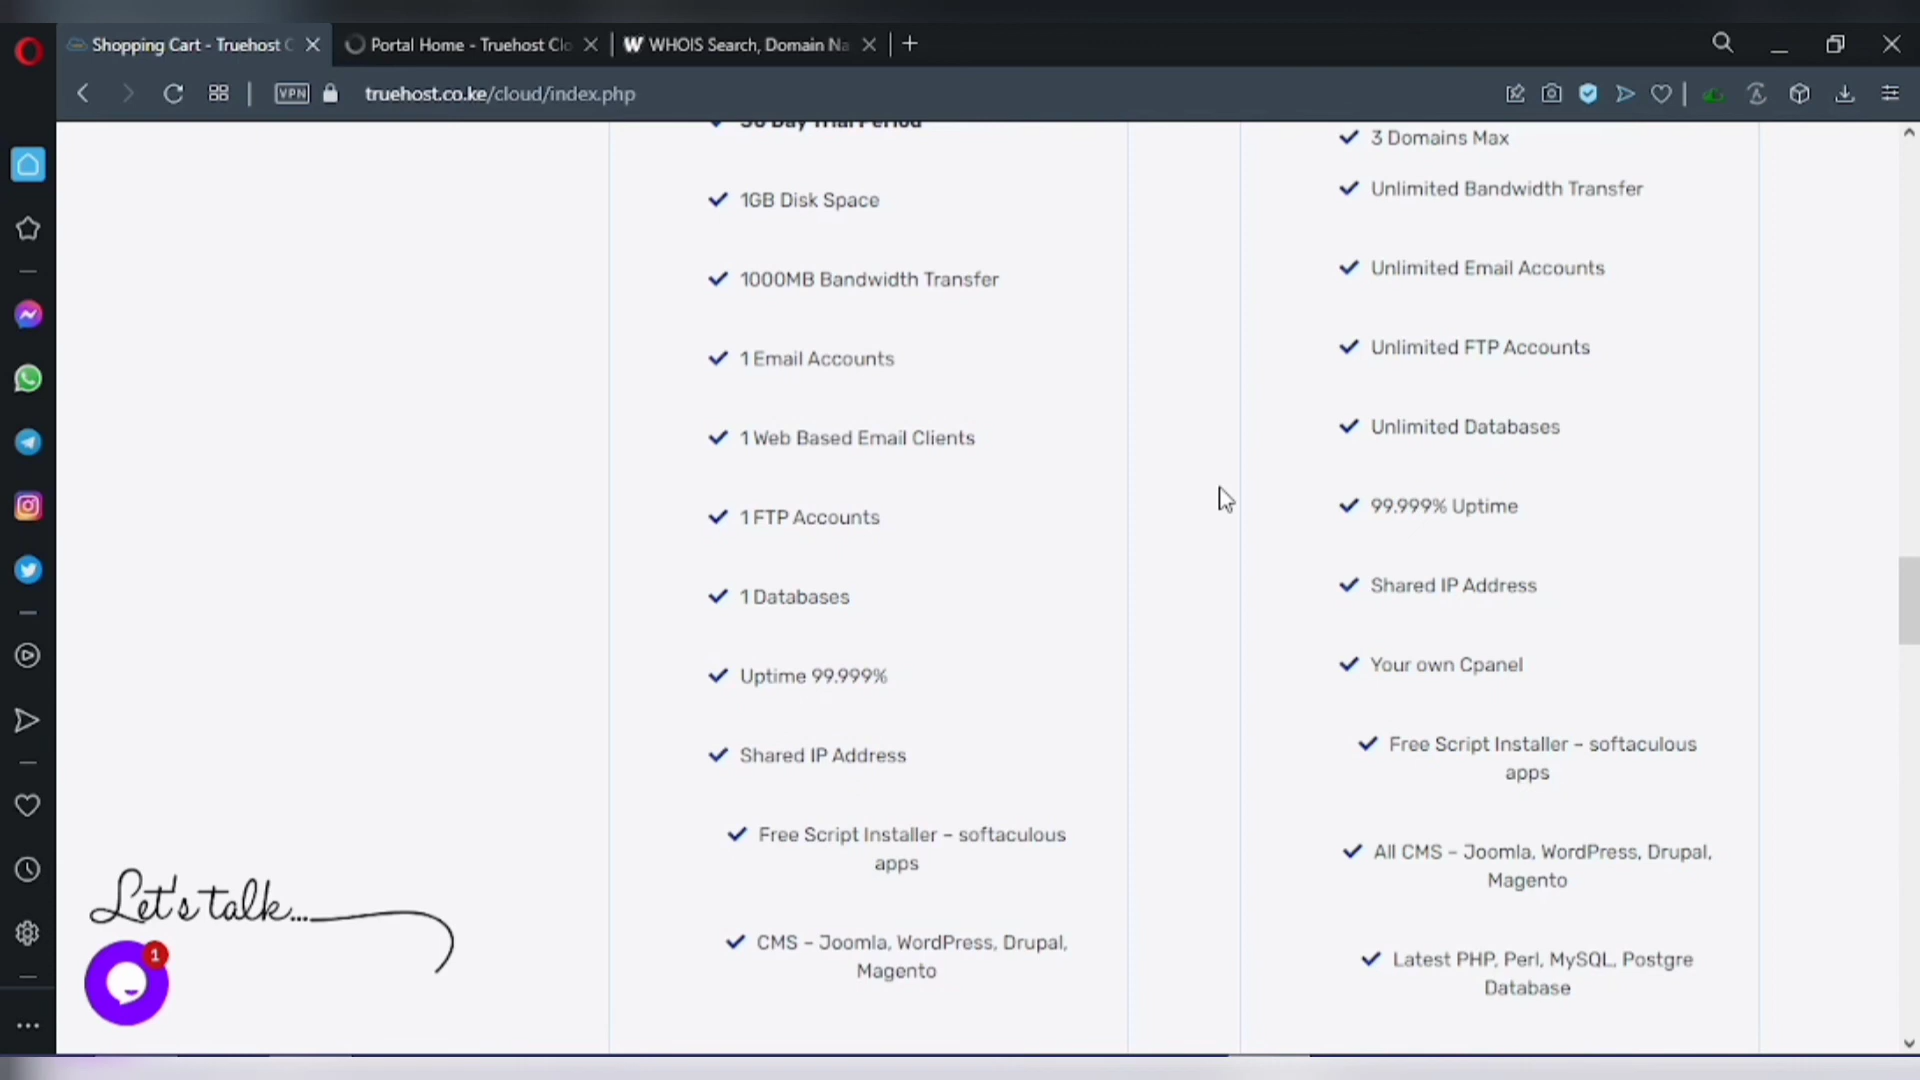 Shopping Cart - Truehost C
Portal Home - Truehost Clo
WHOIS Search, Domain Na
VPN
truehost.co.ke/cloud/index.php
30 Day Trial Period
1GB Disk Space
1000MB Bandwidth Transfer
1 Email Accounts
1 Web Based Email Clients
1 FTP Accounts
1 Databases
Uptime 99.999%
Shared IP Address
Free Script Installer – softaculous
apps
CMS – Joomla, WordPress, Drupal,
Magento
3 Domains Max
Unlimited Bandwidth Transfer
Unlimited Email Accounts
Unlimited FTP Accounts
Unlimited Databases
99.999% Uptime
Shared IP Address
Your own Cpanel
Free Script Installer – softaculous
apps
All CMS – Joomla, WordPress, Drupal,
Magento
Latest PHP, Perl, MySQL, Postgre
Database
Let's talk...
1